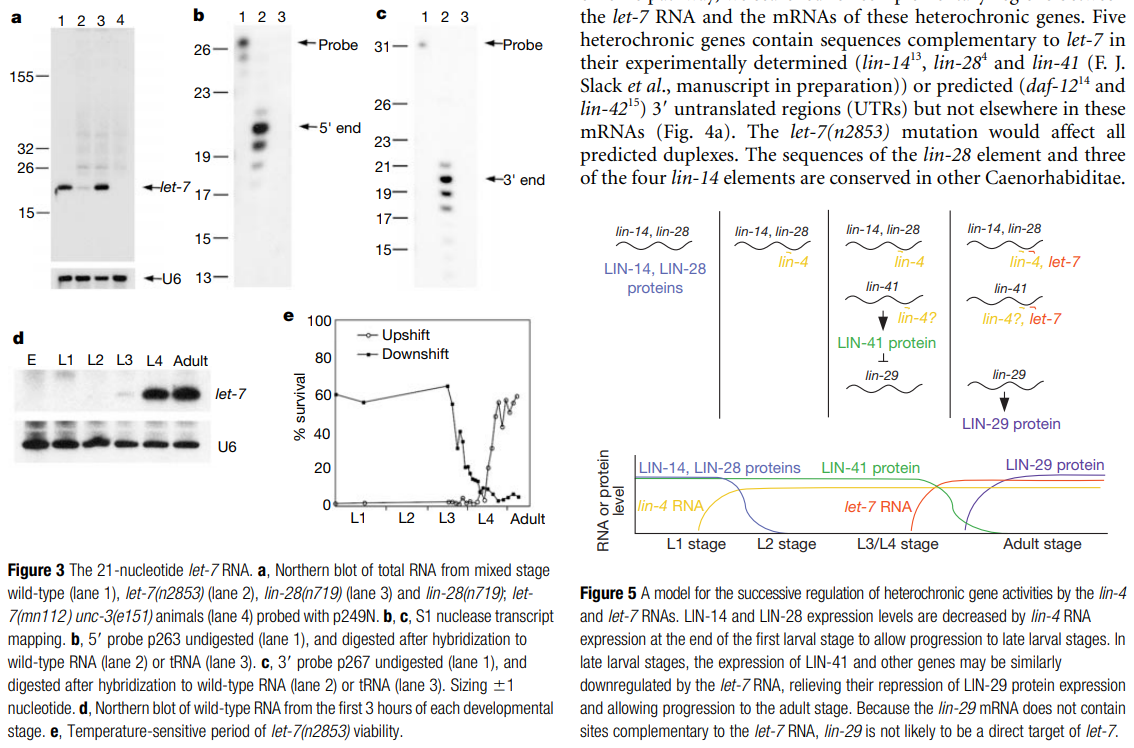 a
1 2 3 4
155
32
26
15
let-7
U6
b
1 2 3
26
23
19
17
15
13
Probe
5′ end
c
1 2 3
31
26
23
21
19
17
15
Probe
3′ end
d
E L1 L2 L3 L4 Adult
let-7
U6
e
100
80
60
40
20
0
% survival
Upshift
Downshift
L1 L2 L3 L4 Adult
Figure 3 The 21-nucleotide let-7 RNA. a, Northern blot of total RNA from mixed stage
wild-type (lane 1), let-7(n2853) (lane 2), lin-28(n719) (lane 3) and lin-28(n719); let-
7(mn112) unc-3(e151) animals (lane 4) probed with p249N. b, c, S1 nuclease transcript
mapping. b, 5′ probe p263 undigested (lane 1), and digested after hybridization to
wild-type RNA (lane 2) or tRNA (lane 3). c, 3′ probe p267 undigested (lane 1), and
digested after hybridization to wild-type RNA (lane 2) or tRNA (lane 3). Sizing ±1
nucleotide. d, Northern blot of wild-type RNA from the first 3 hours of each developmental
stage. e, Temperature-sensitive period of let-7(n2853) viability.
the let-7 RNA and the mRNAs of these heterochronic genes. Five
heterochronic genes contain sequences complementary to let-7 in
their experimentally determined (lin-14¹³, lin-28⁴ and lin-41 (F. J.
Slack et al., manuscript in preparation)) or predicted (daf-12¹⁴ and
lin-42¹⁵) 3′ untranslated regions (UTRs) but not elsewhere in these
mRNAs (Fig. 4a). The let-7(n2853) mutation would affect all
predicted duplexes. The sequences of the lin-28 element and three
of the four lin-14 elements are conserved in other Caenorhabditae.
lin-14, lin-28
LIN-14, LIN-28
proteins
lin-14, lin-28
lin-4
lin-14, lin-28
lin-4
lin-41
lin-4?
LIN-41 protein
lin-29
lin-14, lin-28
lin-4, let-7
lin-41
lin-4?, let-7
lin-29
LIN-29 protein
RNA or protein
level
LIN-14, LIN-28 proteins
LIN-41 protein
LIN-29 protein
lin-4 RNA
let-7 RNA
L1 stage L2 stage L3/L4 stage Adult stage
Figure 5 A model for the successive regulation of heterochronic gene activities by the lin-4
and let-7 RNAs. LIN-14 and LIN-28 expression levels are decreased by lin-4 RNA
expression at the end of the first larval stage to allow progression to late larval stages. In
late larval stages, the expression of LIN-41 and other genes may be similarly
downregulated by the let-7 RNA, relieving their repression of LIN-29 protein expression
and allowing progression to the adult stage. Because the lin-29 mRNA does not contain
sites complementary to the let-7 RNA, lin-29 is not likely to be a direct target of let-7.